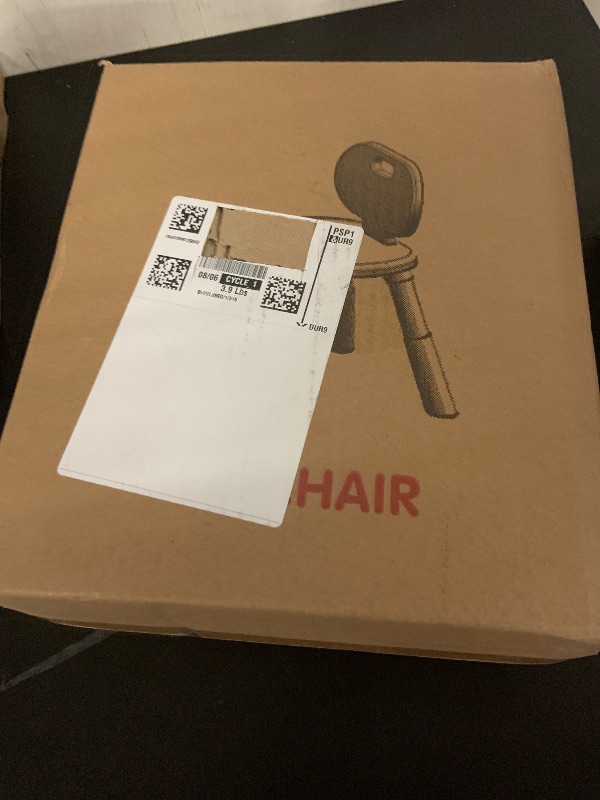 PSP1
DUR9
08/06 CYCLE 1
3.9 Lbs
DUR9
HAIR